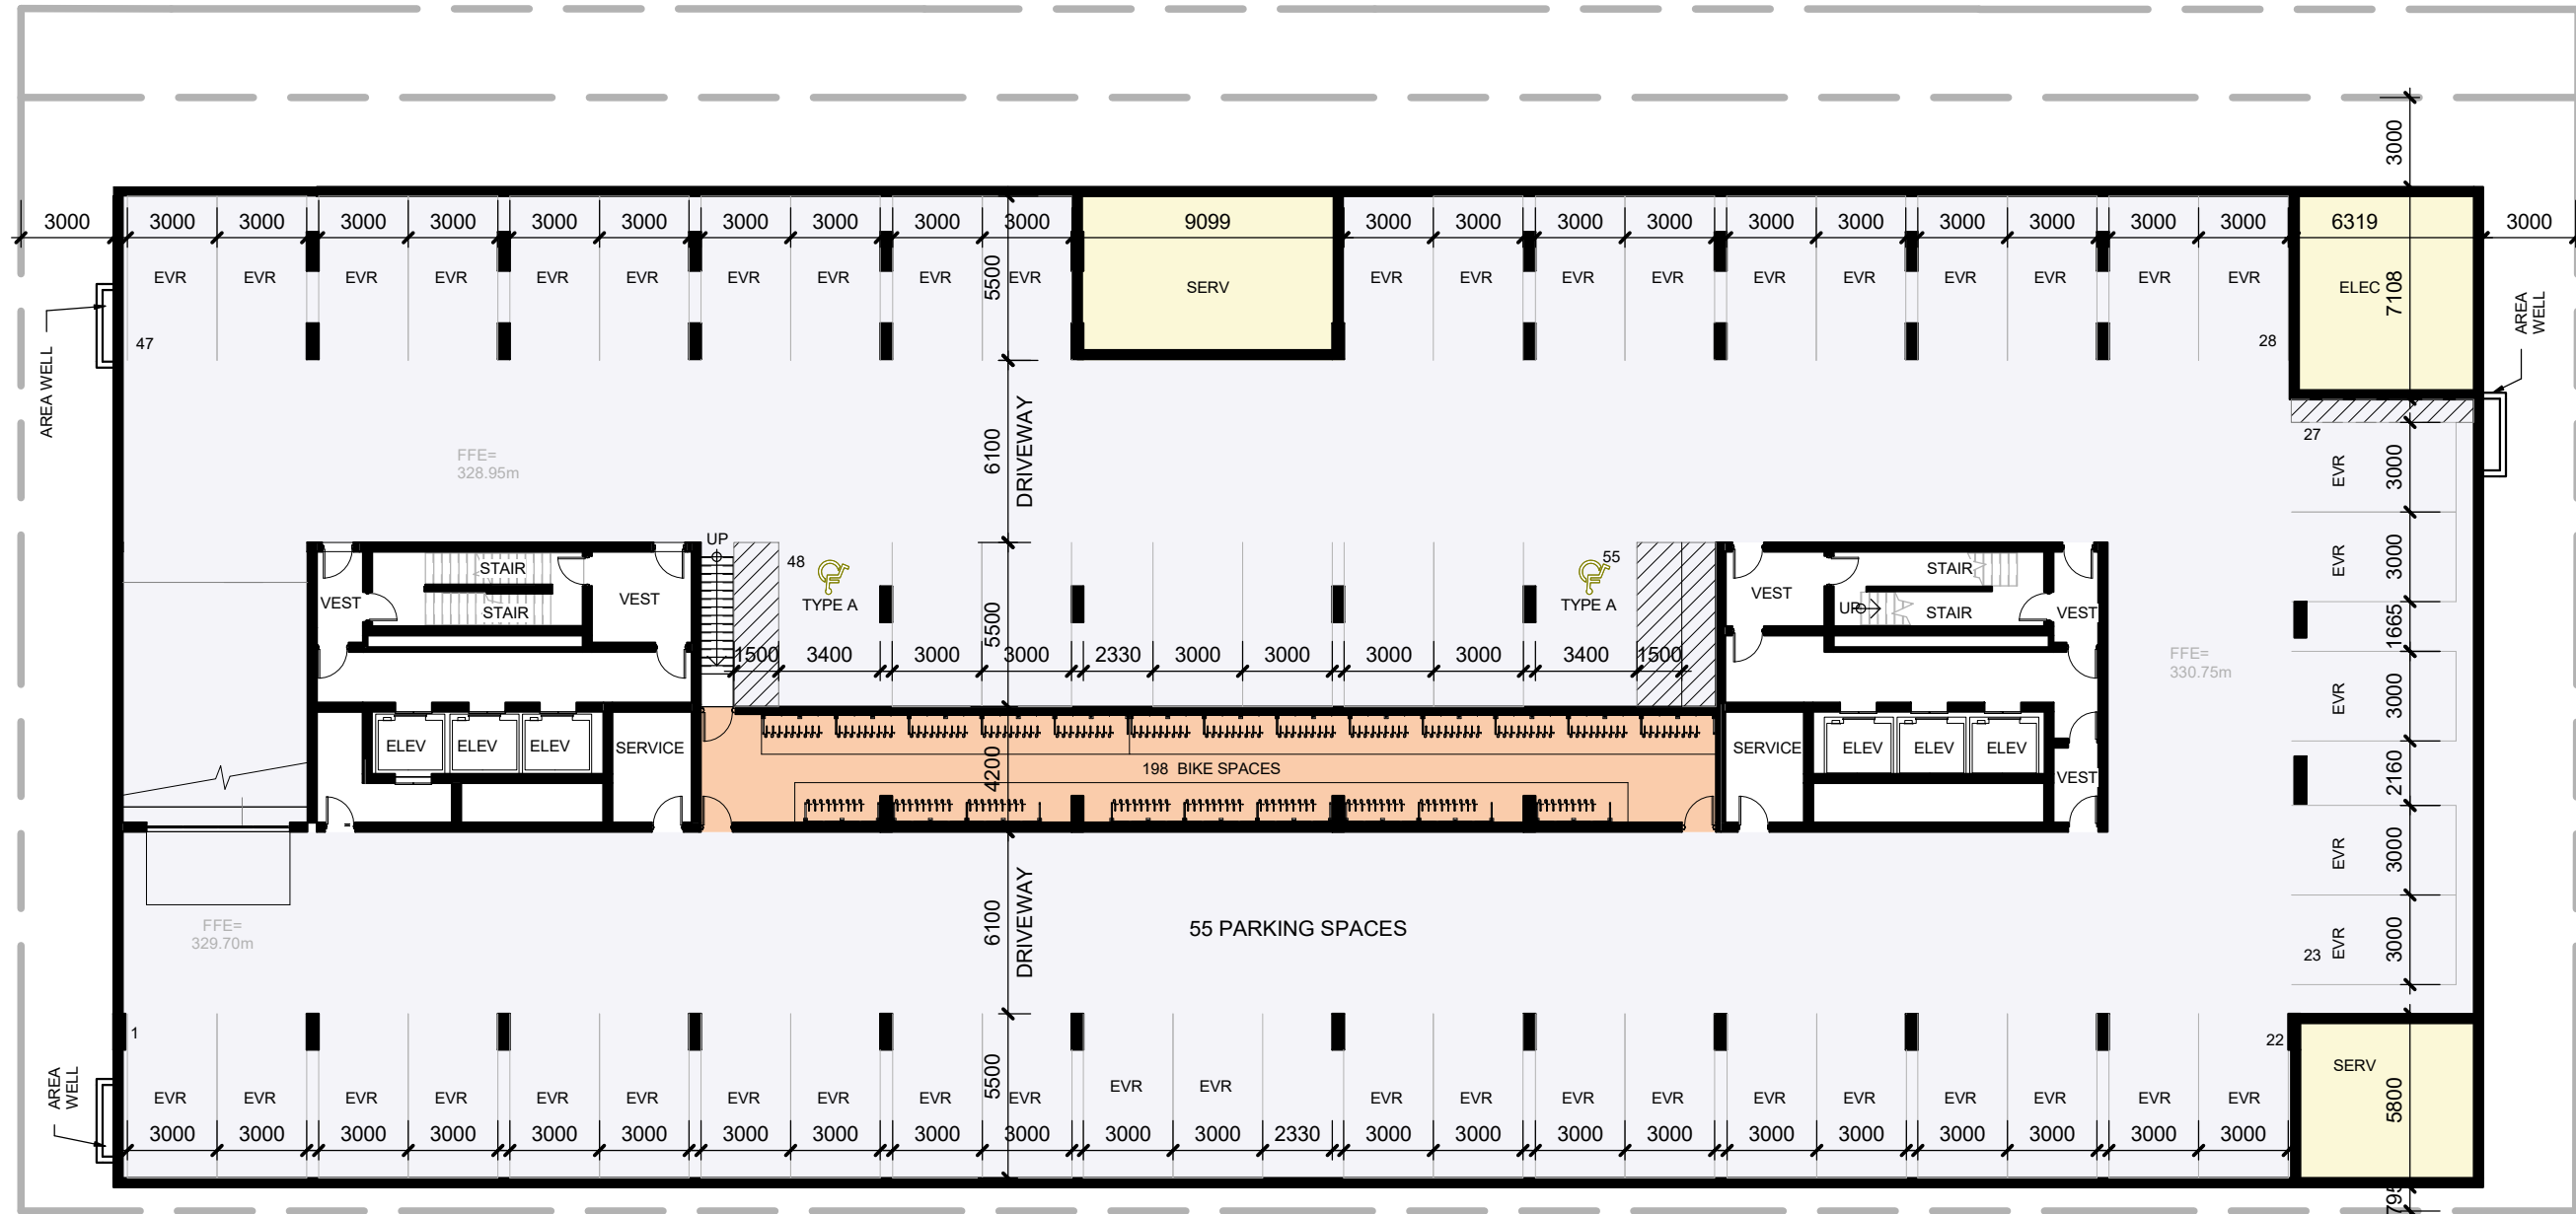 3000
3000 3000 3000 3000 3000 3000 3000 3000 3000 3000 3000 9099 3000 3000 3000 3000 3000 3000 3000 3000 3000 3000 6319 3000
EVR EVR EVR EVR EVR EVR EVR EVR EVR EVR EVR EVR EVR EVR EVR EVR EVR EVR EVR EVR
5500
SERV
ELEC
7108
AREA WELL
AREA
WELL
47
28
FFE=
328.95m
6100
DRIVEWAY
27
EVR
3000
EVR
3000
1665
EVR
3000
2160
EVR
3000
EVR
3000
23
UP
48
TYPE A
55
TYPE A
STAIR
STAIR
VEST
VEST
5500
1500 3400 3000 3000 2330 3000 3000 3000 3000 3400 1500
VEST
STAIR
UP
STAIR
VEST
FFE=
330.75m
ELEV ELEV ELEV
SERVICE
4200
198 BIKE SPACES
SERVICE
ELEV ELEV ELEV
VEST
FFE=
329.70m
6100
DRIVEWAY
55 PARKING SPACES
1
22
AREA
WELL
5500
EVR EVR EVR EVR EVR EVR EVR EVR EVR EVR EVR EVR EVR EVR EVR EVR EVR EVR EVR EVR EVR EVR
SERV
5800
3000 3000 3000 3000 3000 3000 3000 3000 3000 3000 3000 3000 2330 3000 3000 3000 3000 3000 3000 3000 3000 3000 3000